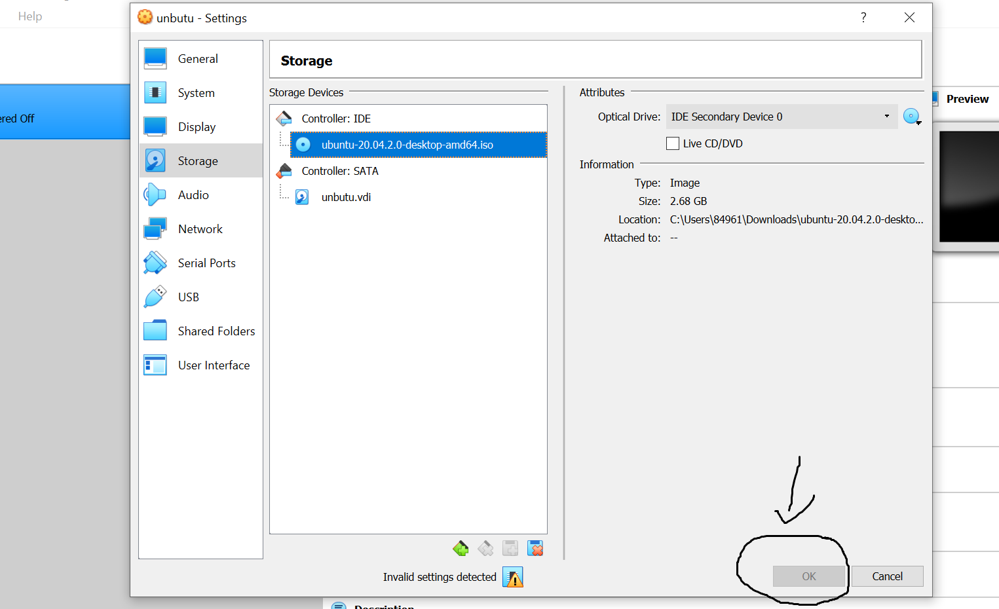 Help
unbutu - Settings
?
ered Off
General
System
Display
Storage
Audio
Network
Serial Ports
USB
Shared Folders
User Interface
Storage
Storage Devices
Controller: IDE
ubuntu-20.04.2.0-desktop-amd64.iso
Controller: SATA
unbutu.vdi
Attributes
Optical Drive: IDE Secondary Device 0
Live CD/DVD
Information
Type: Image
Size: 2.68 GB
Location: C:\Users\84961\Downloads\ubuntu-20.04.2.0-deskto...
Attached to: --
Preview
Invalid settings detected
OK
Cancel
Description